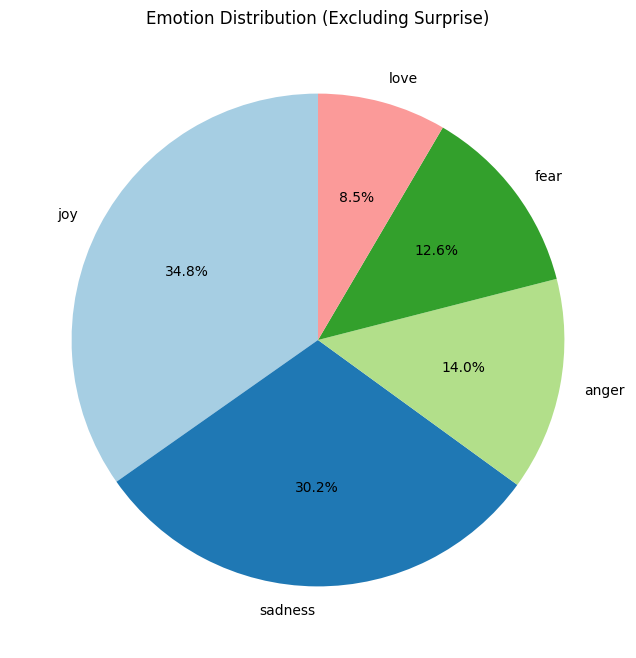 Emotion Distribution (Excluding Surprise)
love
fear
joy
8.5%
12.6%
34.8%
14.0%
anger
30.2%
sadness